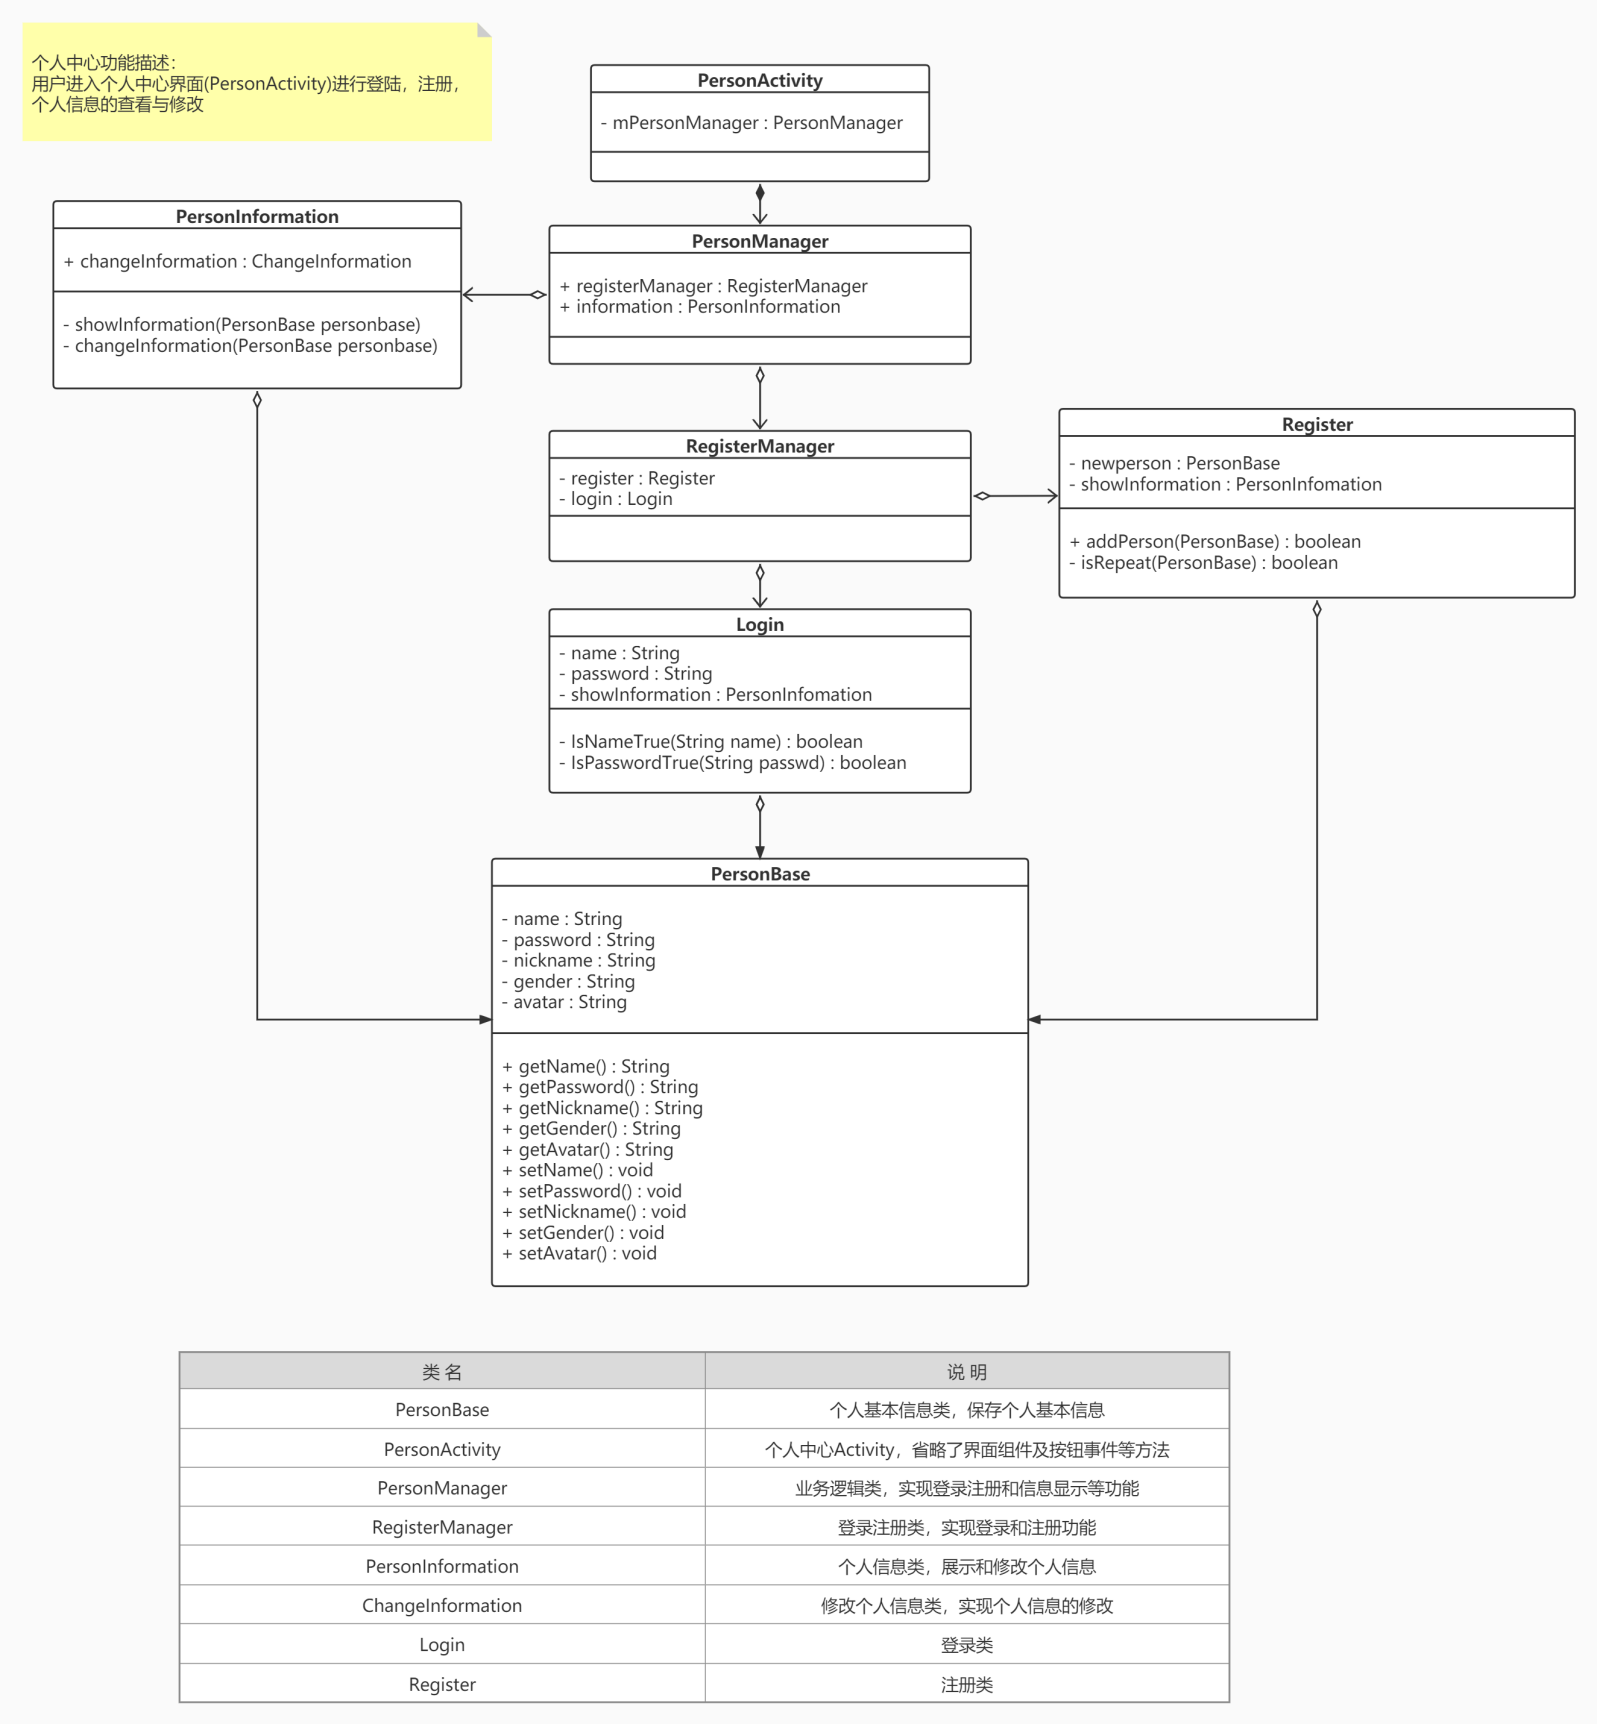 个人中心功能描述：
用户进入个人中心界面(PersonActivity)进行登陆，注册，
个人信息的查看与修改
PersonActivity
- mPersonManager : PersonManager
PersonInformation
+ changeInformation : ChangeInformation
- showInformation(PersonBase personbase)
- changeInformation(PersonBase personbase)
PersonManager
+ registerManager : RegisterManager
+ information : PersonInformation
RegisterManager
- register : Register
- login : Login
Register
- newperson : PersonBase
- showInformation : PersonInfomation
+ addPerson(PersonBase) : boolean
- isRepeat(PersonBase) : boolean
Login
- name : String
- password : String
- showInformation : PersonInfomation
- IsNameTrue(String name) : boolean
- IsPasswordTrue(String passwd) : boolean
PersonBase
- name : String
- password : String
- nickname : String
- gender : String
- avatar : String
+ getName() : String
+ getPassword() : String
+ getNickname() : String
+ getGender() : String
+ getAvatar() : String
+ setName() : void
+ setPassword() : void
+ setNickname() : void
+ setGender() : void
+ setAvatar() : void
类 名 说 明
PersonBase 个人基本信息类，保存个人基本信息
PersonActivity 个人中心Activity，省略了界面组件及按钮事件等方法
PersonManager 业务逻辑类，实现登录注册和信息显示等功能
RegisterManager 登录注册类，实现登录和注册功能
PersonInformation 个人信息类，展示和修改个人信息
ChangeInformation 修改个人信息类，实现个人信息的修改
Login 登录类
Register 注册类